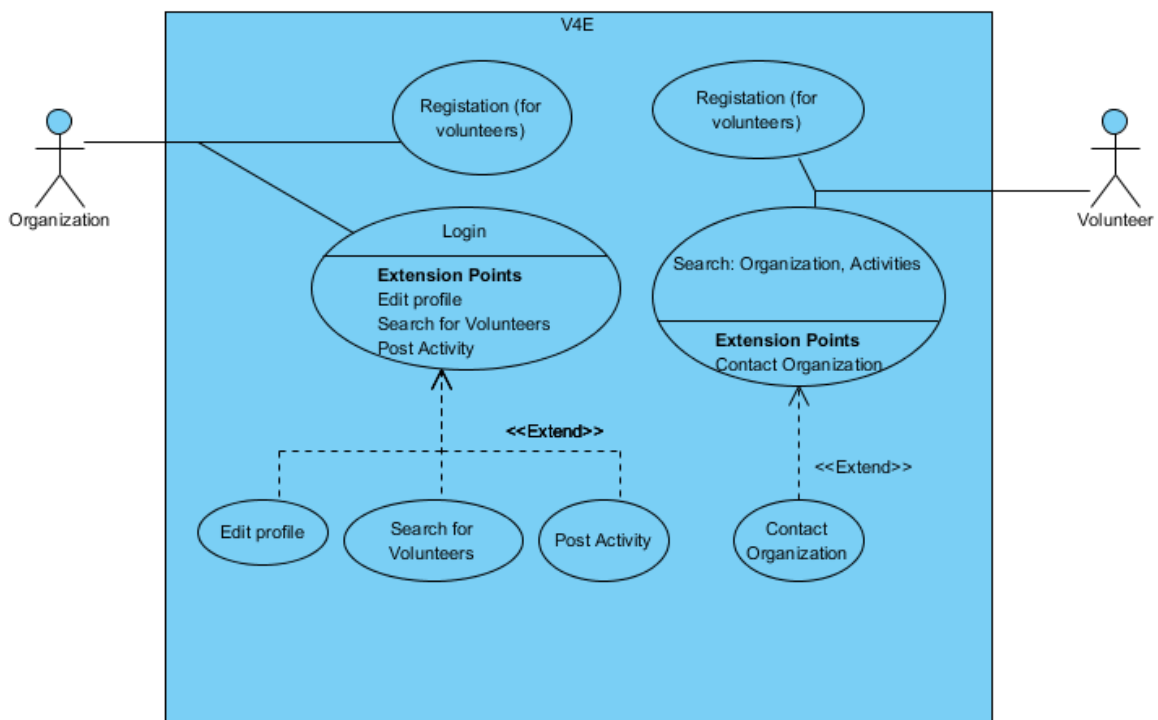 V4E
Registation (for
volunteers)
Registation (for
volunteers)
Organization
Volunteer
Login
Extension Points
Edit profile
Search for Volunteers
Post Activity
Search: Organization, Activities
Extension Points
Contact Organization
<<Extend>>
<<Extend>>
Edit profile
Search for
Volunteers
Post Activity
Contact
Organization